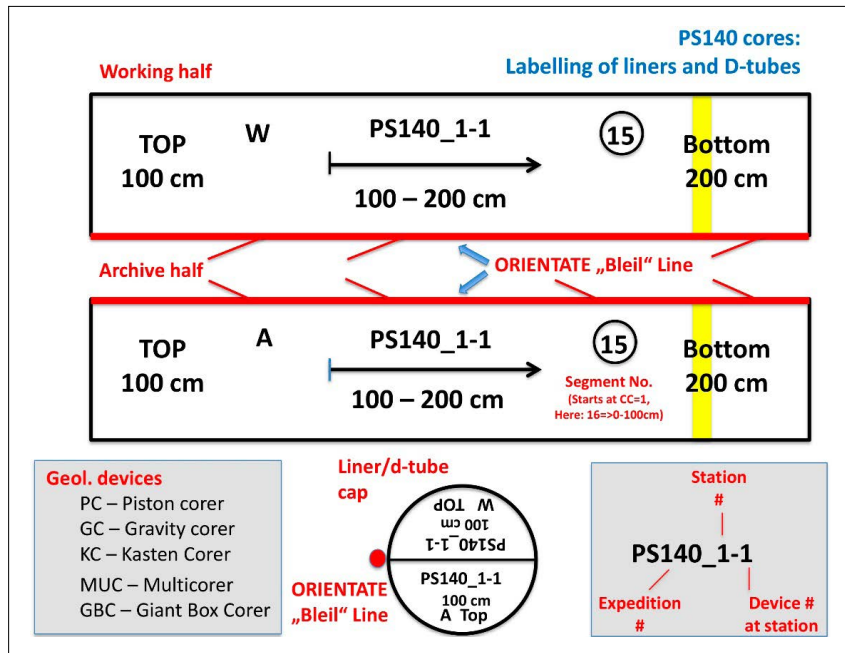 PS140 cores:
Labelling of liners and D-tubes
Working half
TOP
100 cm
W
PS140_1-1
100 – 200 cm
15
Bottom
200 cm
Archive half
ORIENTATE „Bleil“ Line
TOP
100 cm
A
PS140_1-1
100 – 200 cm
15
Segment No.
(Starts at CC=1,
Here: 16=>0-100cm)
Bottom
200 cm
Geol. devices
PC – Piston corer
GC – Gravity corer
KC – Kasten Corer
MUC – Multicorer
GBC – Giant Box Corer
Liner/d-tube
cap
W TOP
100 cm
PS140_1-1
PS140_1-1
100 cm
A Top
ORIENTATE
„Bleil“ Line
Station
#
PS140_1-1
Expedition
#
Device #
at station